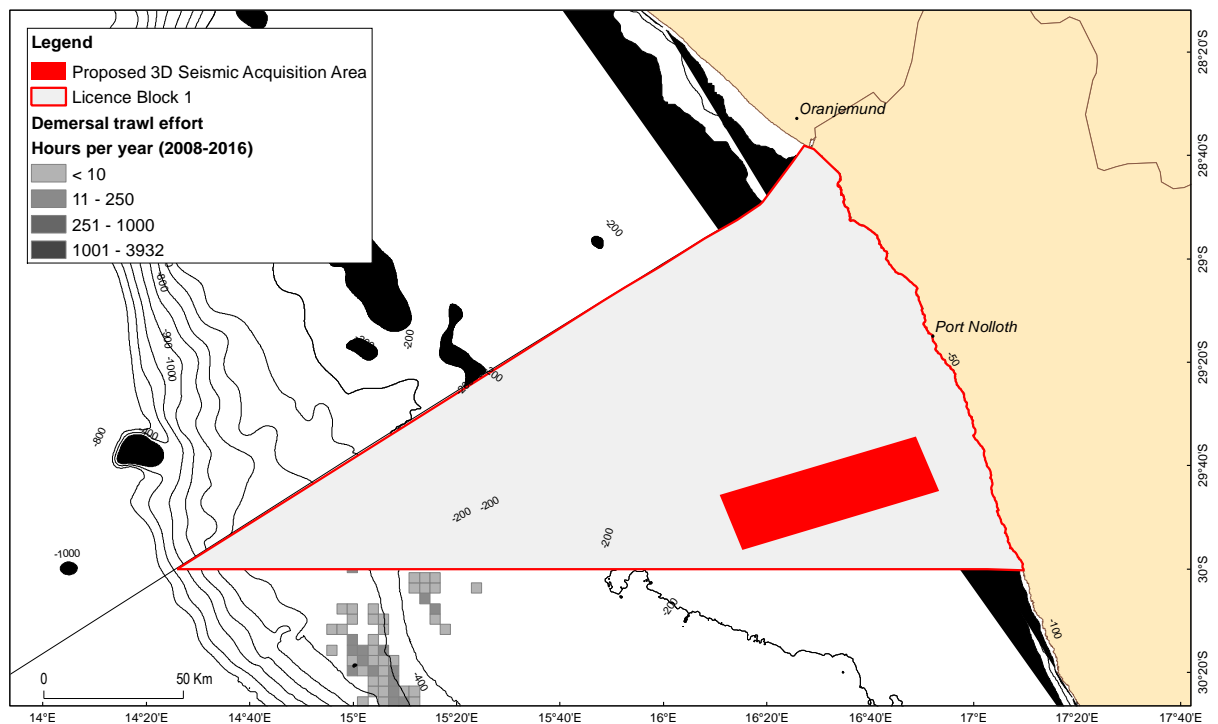 Legend
Proposed 3D Seismic Acquisition Area
Licence Block 1
Demersal trawl effort
Hours per year (2008-2016)
< 10
11 - 250
251 - 1000
1001 - 3932
Oranjemund
Port Nolloth
-200
-800
-900
-1000
-200
-200
-50
-800
-400
-200
-200
-200
-1000
-200
-100
-400
0 50 Km
14°E 14°20'E 14°40'E 15°E 15°20'E 15°40'E 16°E 16°20'E 16°40'E 17°E 17°20'E 17°40'E
28°20'S
28°40'S
29°S
29°20'S
29°40'S
30°S
30°20'S